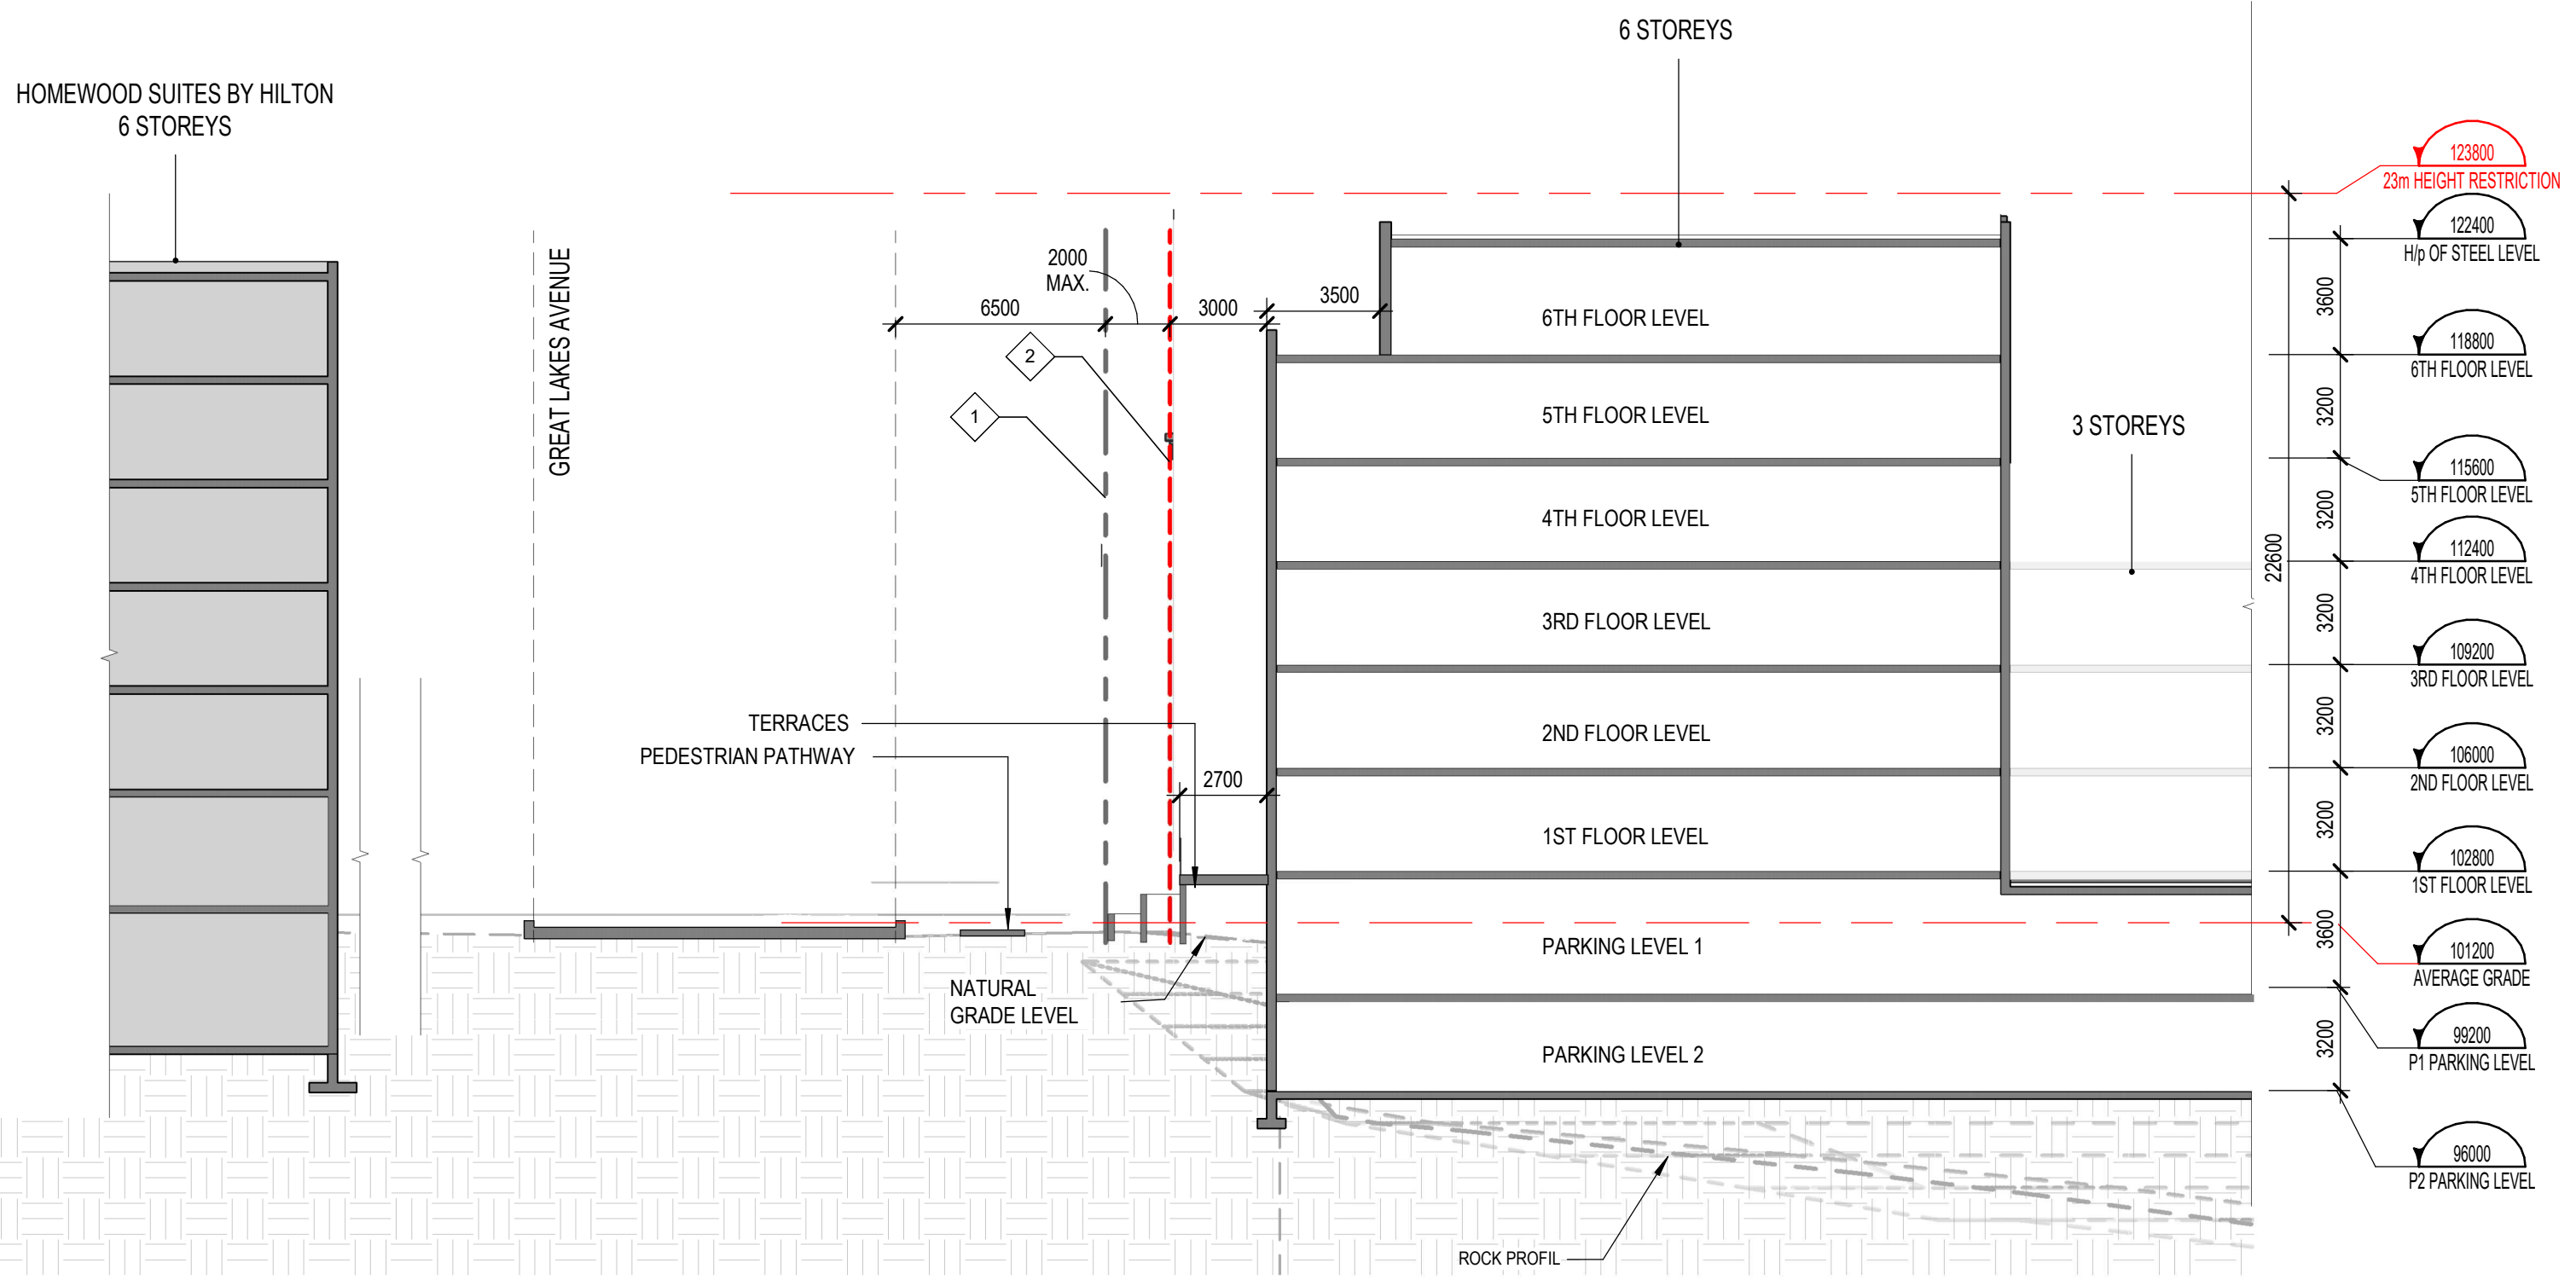 6 STOREYS
HOMEWOOD SUITES BY HILTON
6 STOREYS
123800
23m HEIGHT RESTRICTION
122400
H/p OF STEEL LEVEL
GREAT LAKES AVENUE
2000
MAX.
6500
3000
3500
3600
6TH FLOOR LEVEL
118800
6TH FLOOR LEVEL
2
1
5TH FLOOR LEVEL
3200
3 STOREYS
115600
5TH FLOOR LEVEL
4TH FLOOR LEVEL
3200
22600
112400
4TH FLOOR LEVEL
3RD FLOOR LEVEL
3200
109200
3RD FLOOR LEVEL
TERRACES
PEDESTRIAN PATHWAY
2ND FLOOR LEVEL
3200
106000
2ND FLOOR LEVEL
2700
1ST FLOOR LEVEL
3200
102800
1ST FLOOR LEVEL
PARKING LEVEL 1
3600
101200
AVERAGE GRADE
NATURAL
GRADE LEVEL
PARKING LEVEL 2
3200
99200
P1 PARKING LEVEL
96000
P2 PARKING LEVEL
ROCK PROFIL